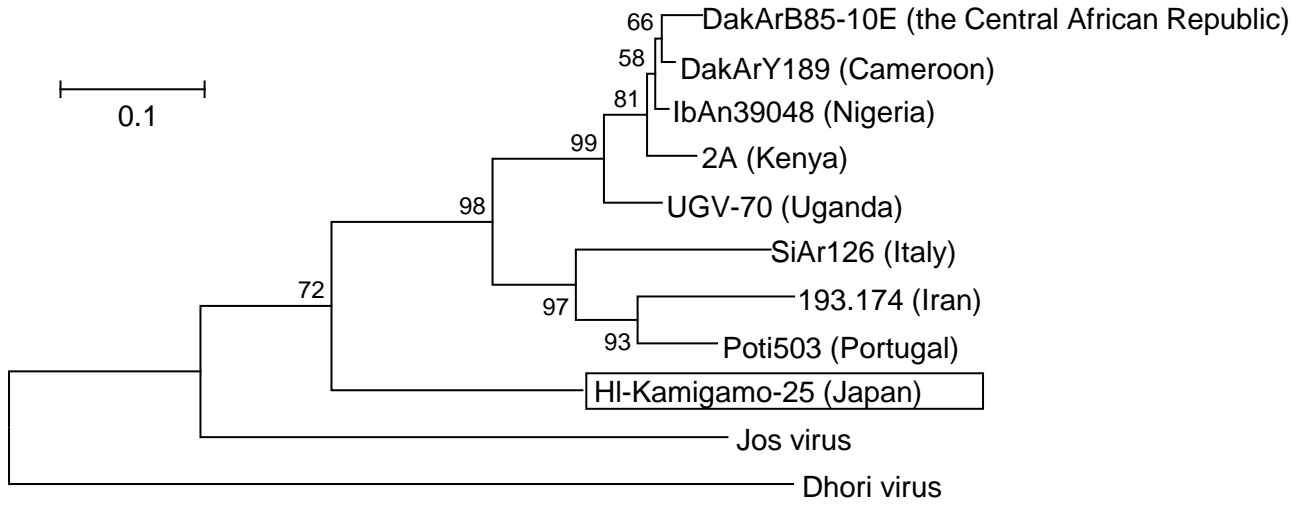 66
DakArB85-10E (the Central African Republic)
58
DakArY189 (Cameroon)
0.1
81
IbAn39048 (Nigeria)
99
2A (Kenya)
98
UGV-70 (Uganda)
SiAr126 (Italy)
72
97
193.174 (Iran)
93
Poti503 (Portugal)
Hl-Kamigamo-25 (Japan)
Jos virus
Dhori virus